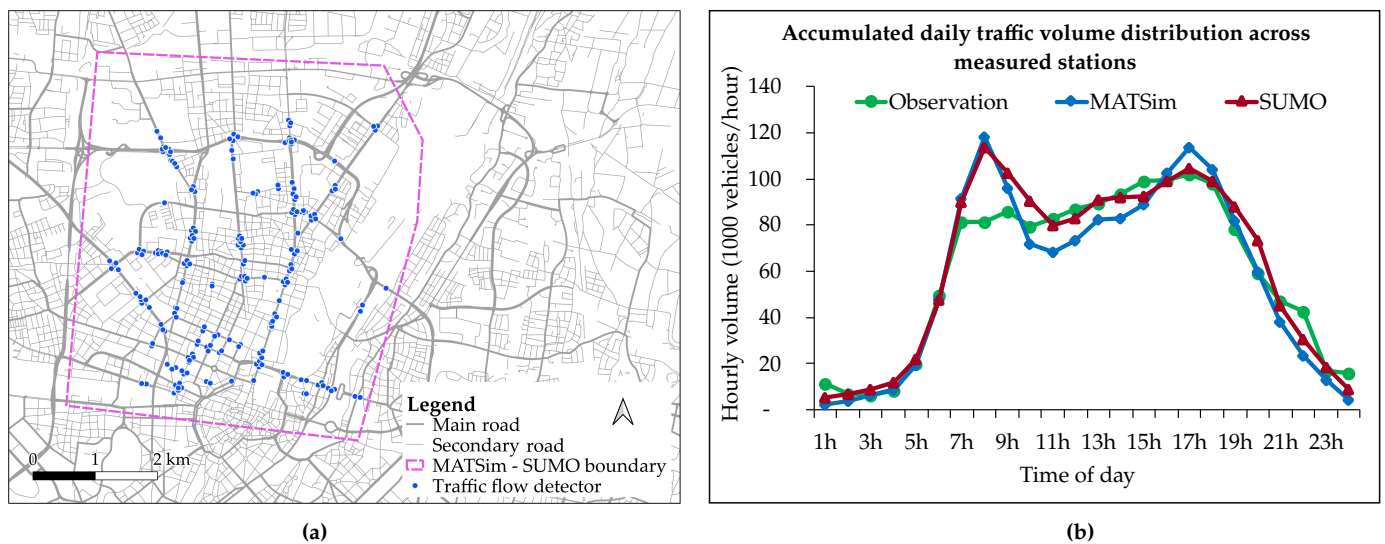 Legend
Main road
Secondary road
MATSim - SUMO boundary
Traffic flow detector
0 1 2 km
(a)
Accumulated daily traffic volume distribution across
measured stations
Hourly volume (1000 vehicles/hour)
140
120
100
80
60
40
20
-
Observation MATSim SUMO
1h 3h 5h 7h 9h 11h 13h 15h 17h 19h 21h 23h
Time of day
(b)